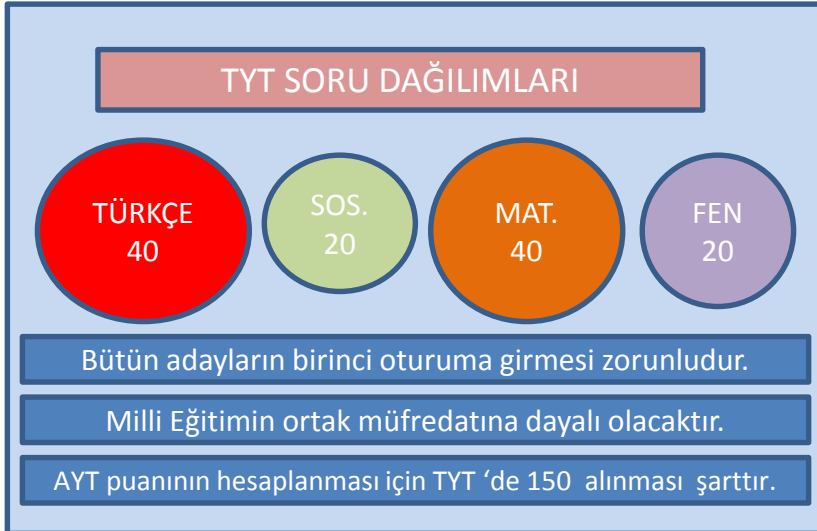 TYT SORU DAĞILIMLARI
TÜRKÇE
40
SOS.
20
MAT.
40
FEN
20
Bütün adayların birinci oturuma girmesi zorunludur.
Milli Eğitimin ortak müfredatına dayalı olacaktır.
AYT puanının hesaplanması için TYT ‘de 150 alınması şarttır.